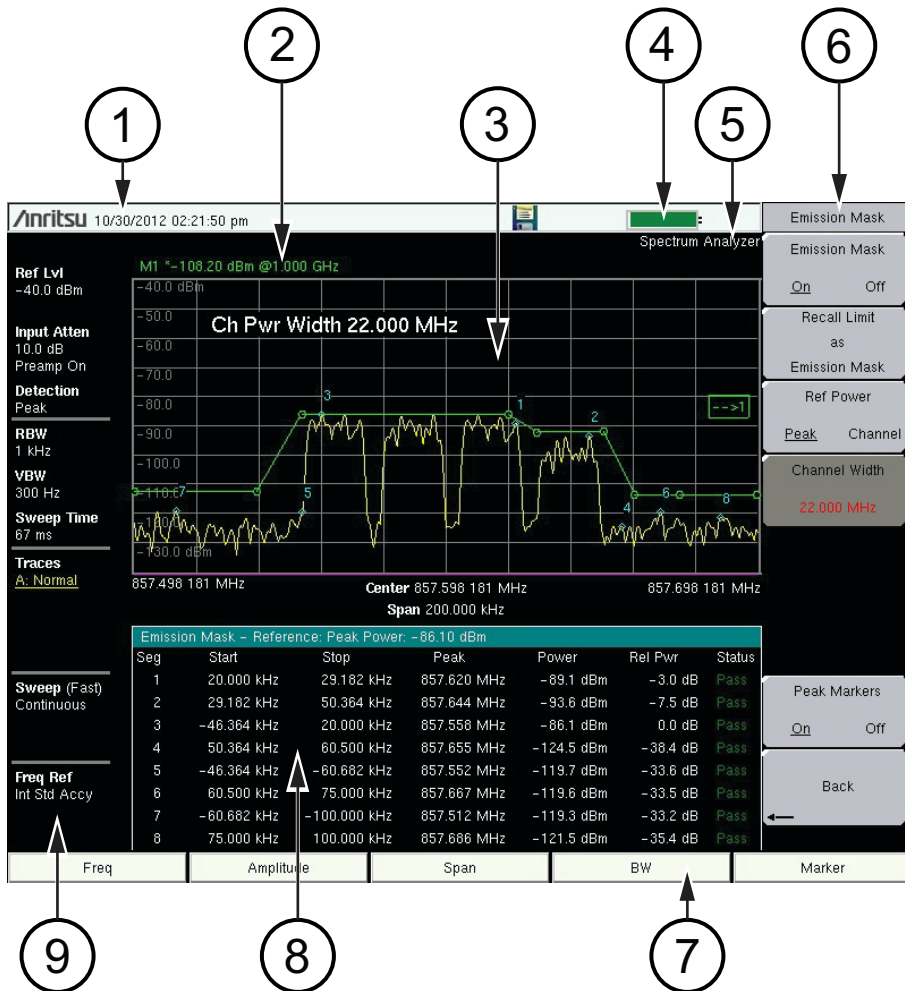 2
4
6
1
3
5
Anritsu 10/30/2012 02:21:50 pm
Emission Mask
Spectrum Analyzer
Ref Lvl
-40.0 dBm
Input Atten
10.0 dB
Preamp On
Detection
Peak
RBW
1 kHz
VBW
300 Hz
Sweep Time
67 ms
Traces
A: Normal
Sweep (Fast)
Continuous
Freq Ref
Int Std Accy
M1 *-108.20 dBm @1.000 GHz
-40.0 dBm
-50.0
Ch Pwr Width 22.000 MHz
-60.0
-70.0
-80.0
-90.0
-100.0
-110.0
-120.0
-130.0 dBm
3
1
2
-->1
7
5
4
6
8
857.498 181 MHz
Center 857.598 181 MHz
857.698 181 MHz
Span 200.000 kHz
Emission Mask - Reference: Peak Power: -86.10 dBm
Seg Start Stop Peak Power Rel Pwr Status
1 20.000 kHz 29.182 kHz 857.620 MHz -89.1 dBm -3.0 dB Pass
2 29.182 kHz 50.364 kHz 857.644 MHz -93.6 dBm -7.5 dB Pass
3 -46.364 kHz 20.000 kHz 857.558 MHz -86.1 dBm 0.0 dB Pass
4 50.364 kHz 60.500 kHz 857.655 MHz -124.5 dBm -38.4 dB Pass
5 -46.364 kHz -60.682 kHz 857.552 MHz -119.7 dBm -33.6 dB Pass
6 60.500 kHz 75.000 kHz 857.667 MHz -119.6 dBm -33.5 dB Pass
7 -60.682 kHz -100.000 kHz 857.512 MHz -119.3 dBm -33.2 dB Pass
8 75.000 kHz 100.000 kHz 857.686 MHz -121.5 dBm -35.4 dB Pass
Emission Mask
On Off
Recall Limit
as
Emission Mask
Ref Power
Peak Channel
Channel Width
22.000 MHz
Peak Markers
On Off
Back
Freq Amplitude Span BW Marker
9
8
7